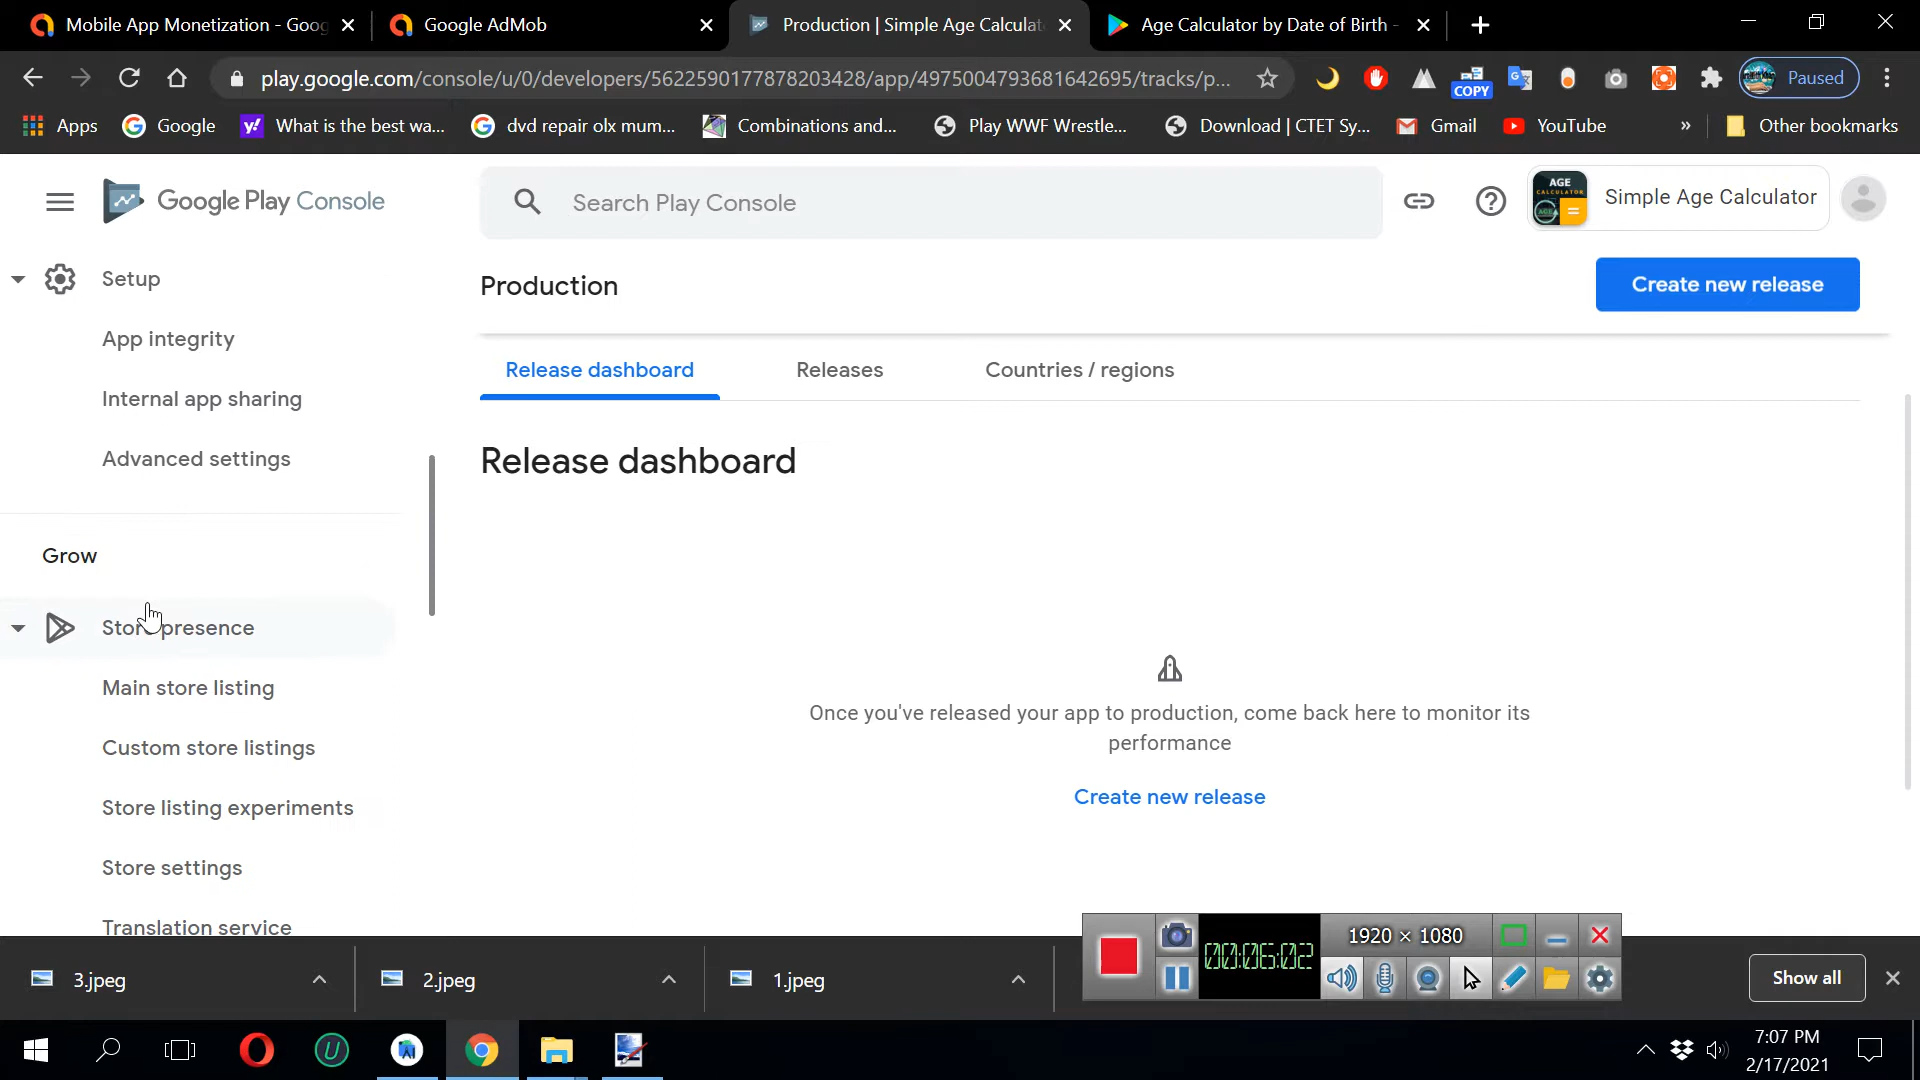 Mobile App Monetization - Goog
Google AdMob
Production | Simple Age Calculat
Age Calculator by Date of Birth -
play.google.com/console/u/0/developers/5622590177878203428/app/4975004793681642695/tracks/p...
COPY
Paused
Apps
Google
What is the best wa...
dvd repair olx mum...
Combinations and...
Play WWF Wrestle...
Download | CTET Sy...
Gmail
YouTube
»
Other bookmarks
Google Play Console
Search Play Console
AGE
CALCULATOR
AGE
Simple Age Calculator
Setup
App integrity
Internal app sharing
Advanced settings
Grow
Store presence
Main store listing
Custom store listings
Store listing experiments
Store settings
Translation service
Production
Create new release
Release dashboard
Releases
Countries / regions
Release dashboard
Once you've released your app to production, come back here to monitor its
performance
Create new release
00:06:02
1920 × 1080
3.jpeg
2.jpeg
1.jpeg
Show all
7:07 PM
2/17/2021